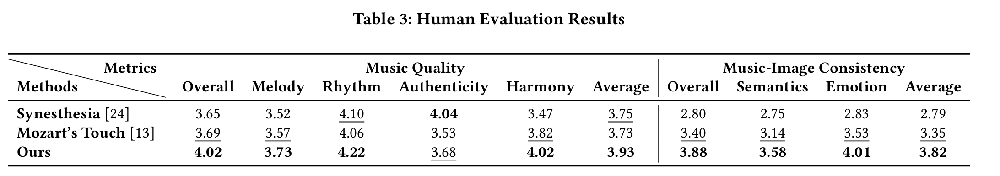 Table 3: Human Evaluation Results
Metrics Music Quality Music-Image Consistency
Methods Overall Melody Rhythm Authenticity Harmony Average Overall Semantics Emotion Average
Synesthesia [24] 3.65 3.52 4.10 4.04 3.47 3.75 2.80 2.75 2.83 2.79
Mozart’s Touch [13] 3.69 3.57 4.06 3.53 3.82 3.73 3.40 3.14 3.53 3.35
Ours 4.02 3.73 4.22 3.68 4.02 3.93 3.88 3.58 4.01 3.82